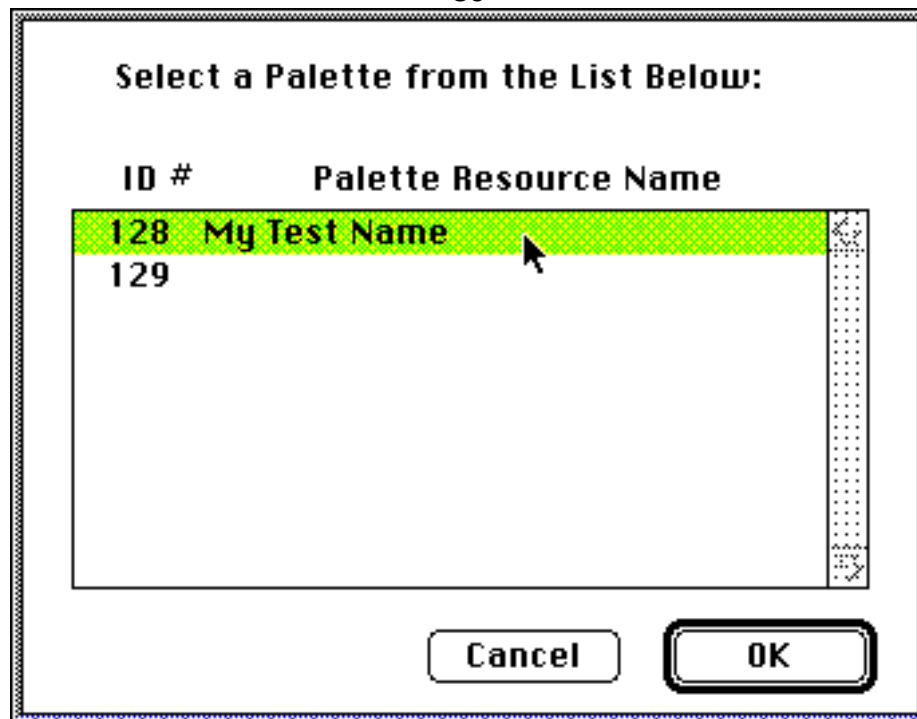 Select a Palette from the List Below:
ID # Palette Resource Name
128 My Test Name
129
Cancel OK